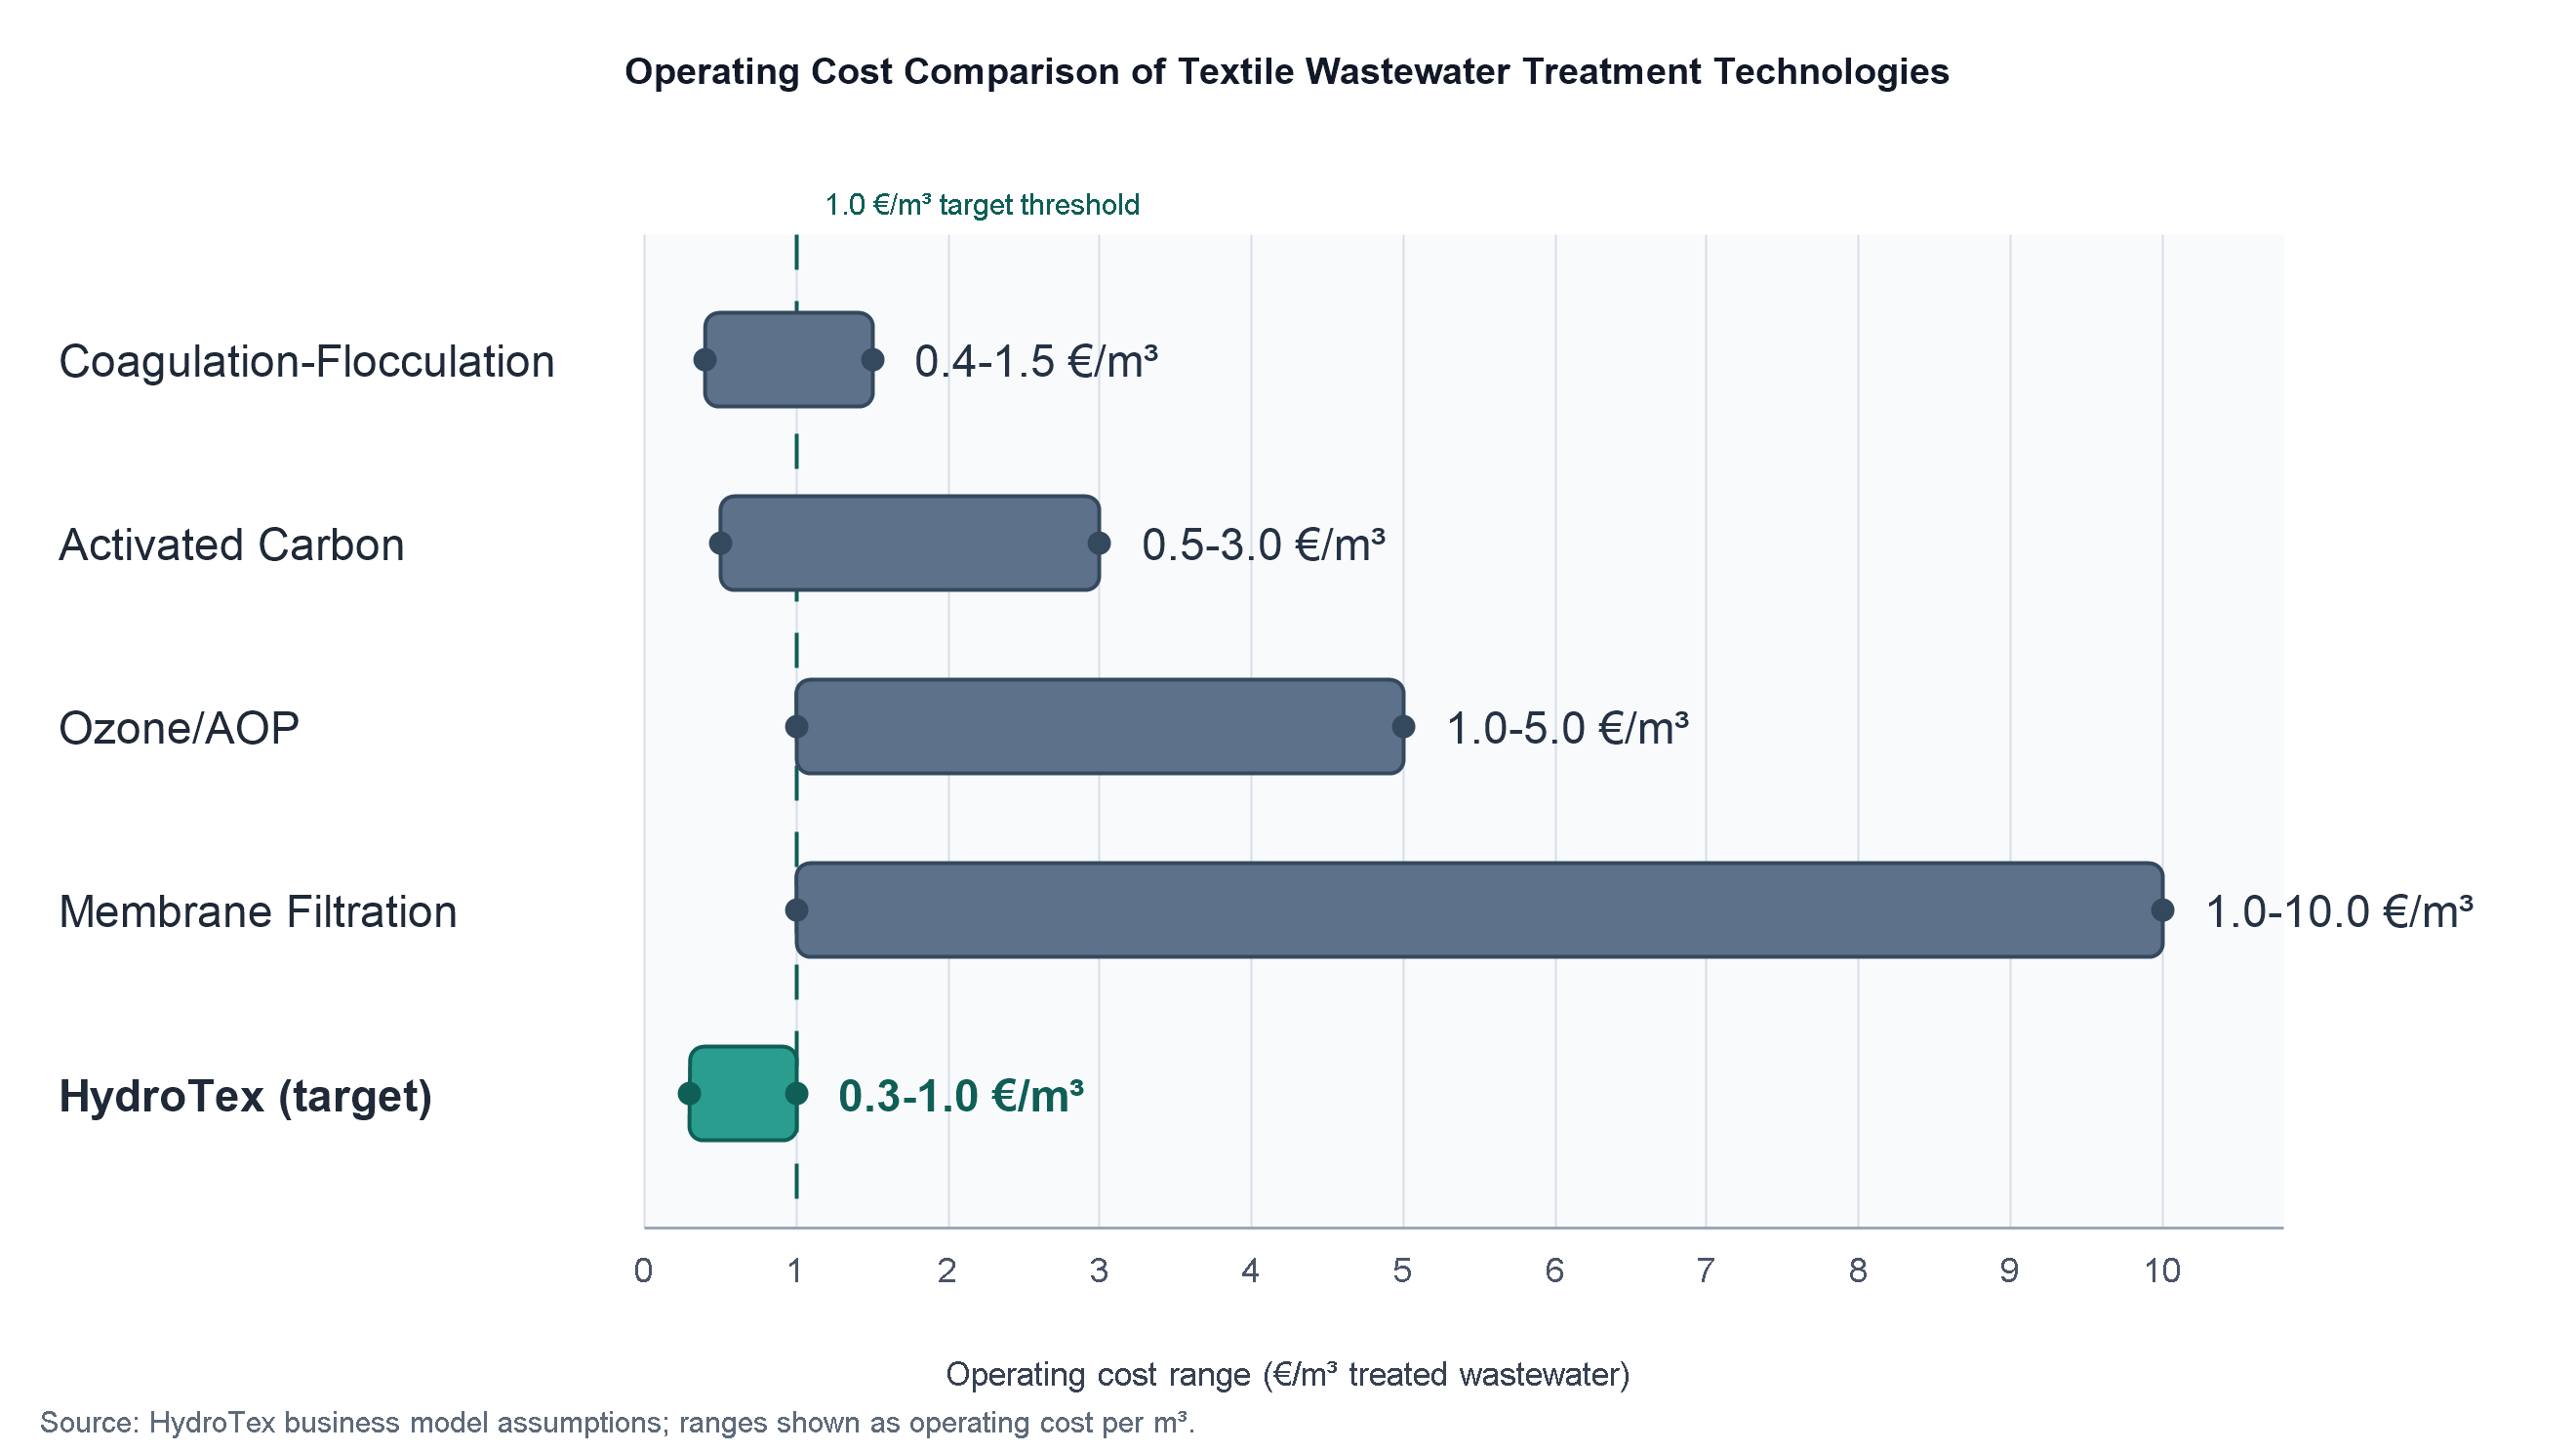 Operating Cost Comparison of Textile Wastewater Treatment Technologies
1.0 €/m³ target threshold
Coagulation-Flocculation
0.4-1.5 €/m³
Activated Carbon
0.5-3.0 €/m³
Ozone/AOP
1.0-5.0 €/m³
Membrane Filtration
1.0-10.0 €/m³
HydroTex (target)
0.3-1.0 €/m³
0 1 2 3 4 5 6 7 8 9 10
Operating cost range (€/m³ treated wastewater)
Source: HydroTex business model assumptions; ranges shown as operating cost per m³.